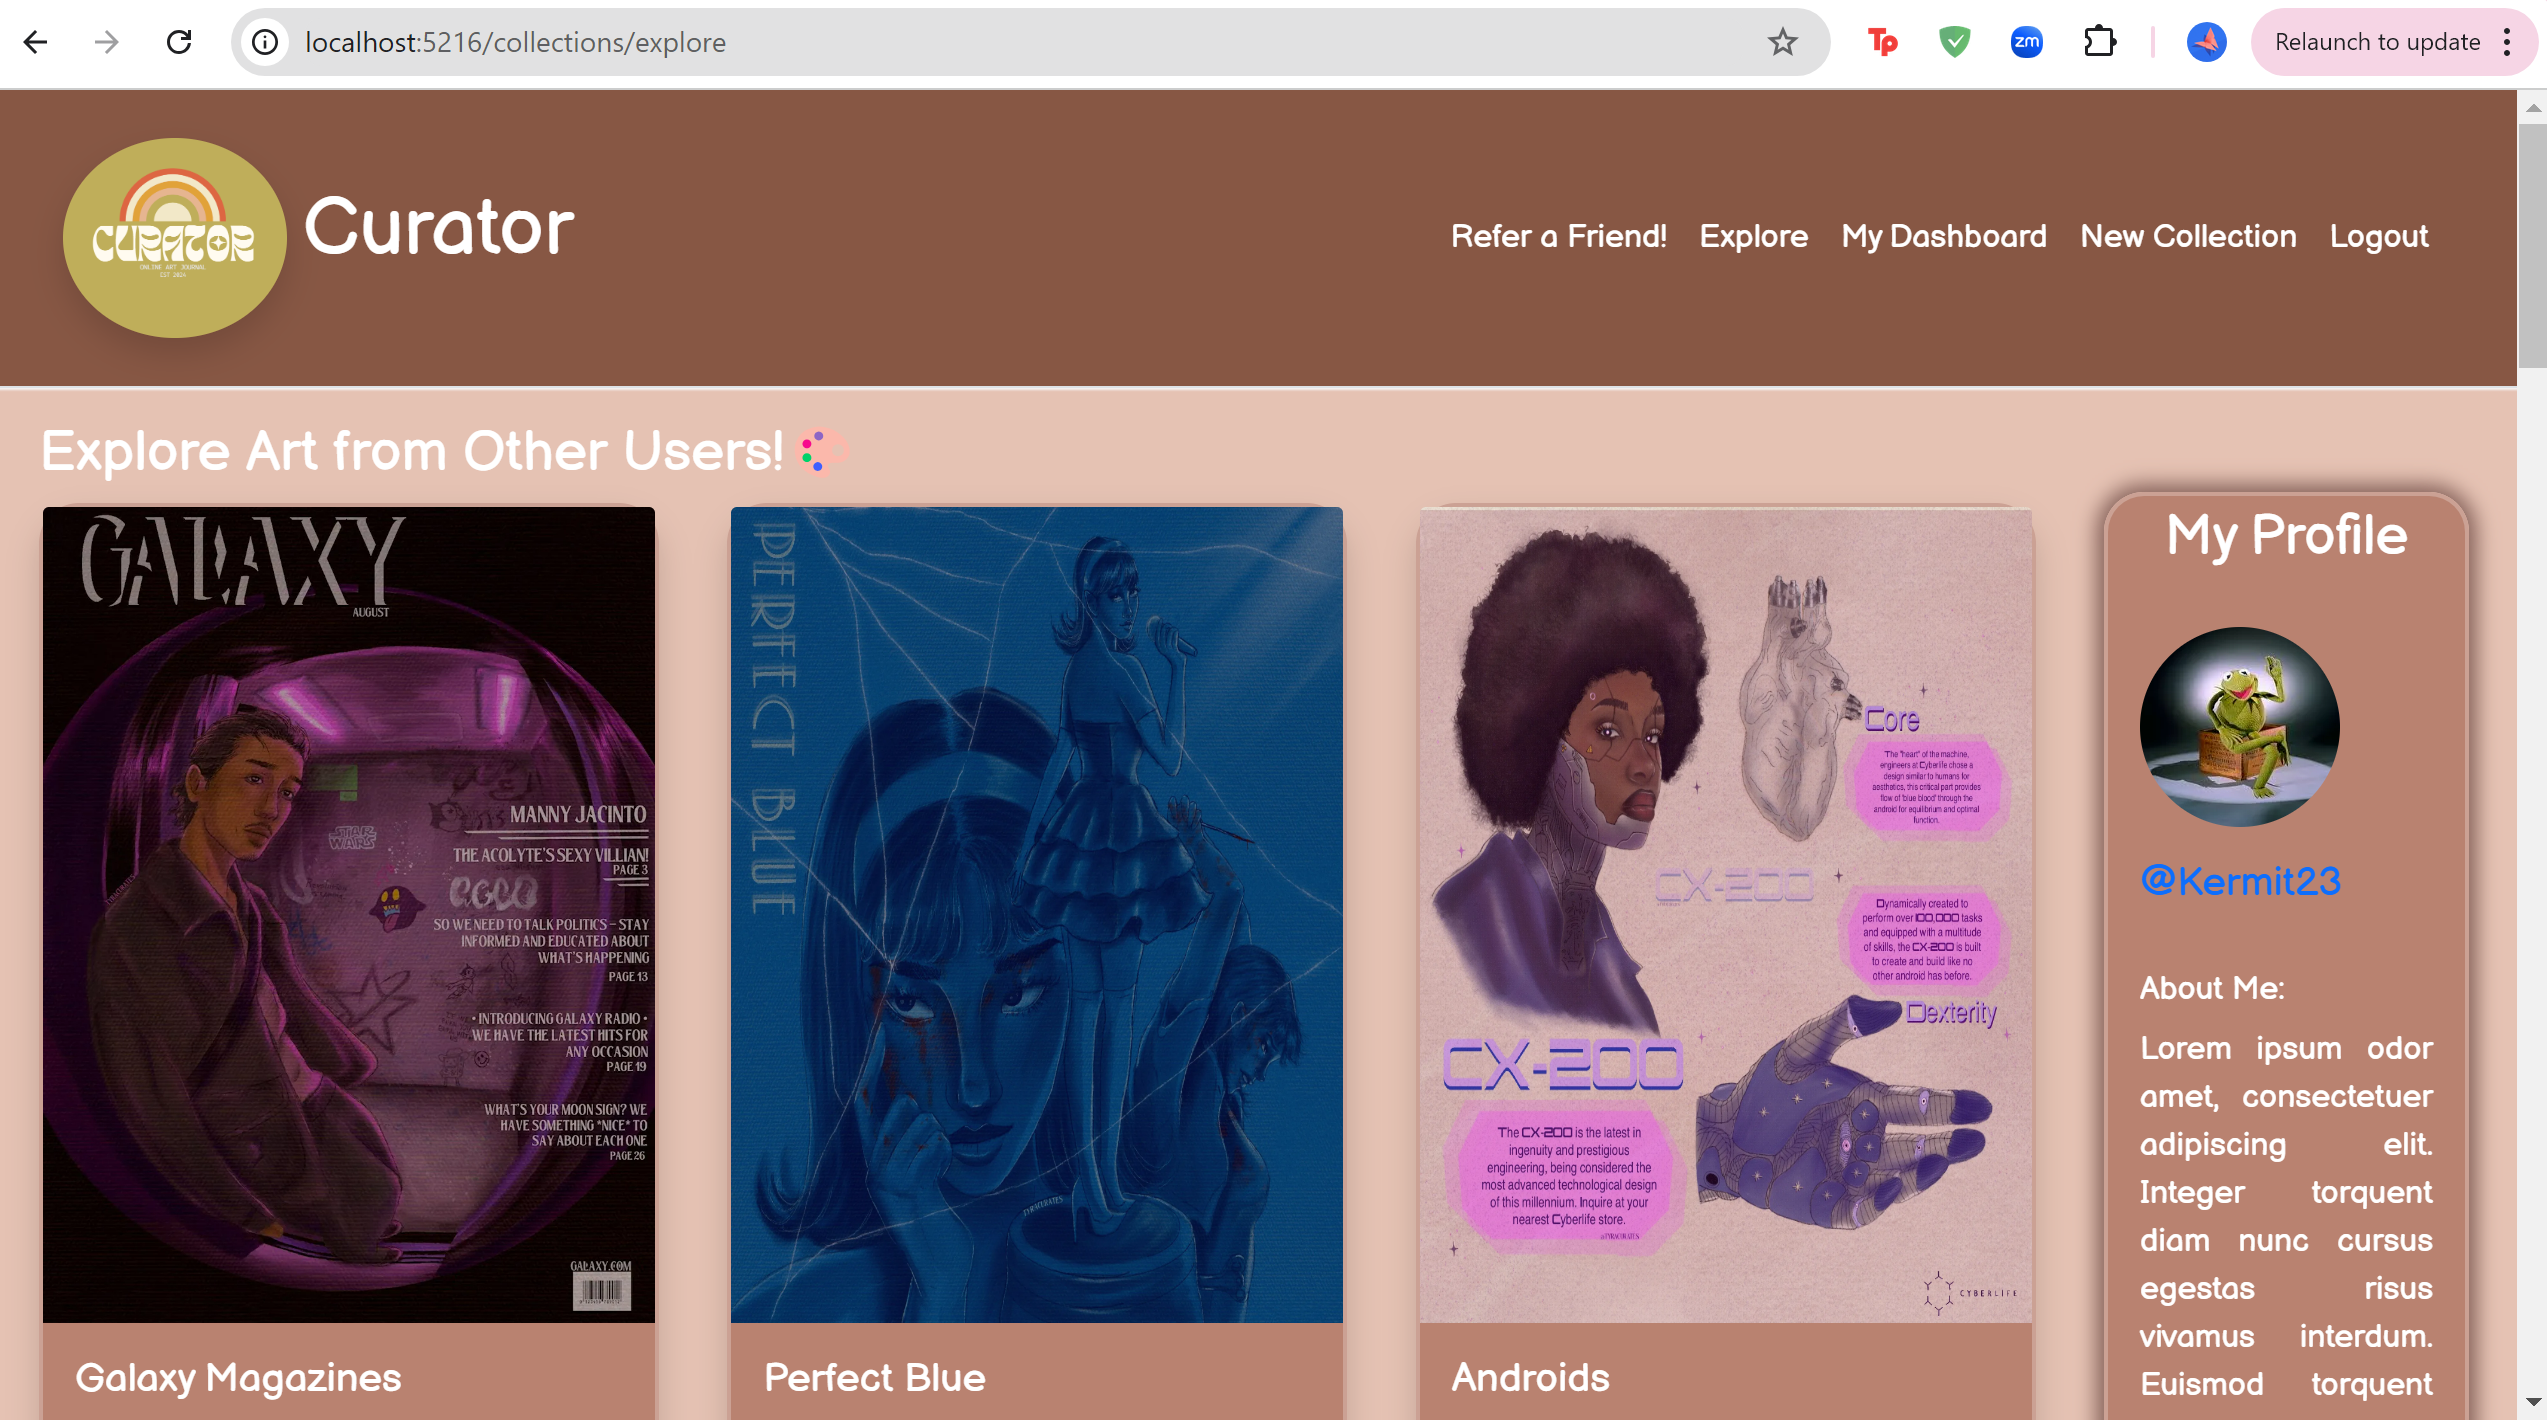 localhost:5216/collections/explore
Tp
zm
Relaunch to update
CURATOR
ONLINE ART JOURNAL
EST 2024
Curator
Refer a Friend!
Explore
My Dashboard
New Collection
Logout
Explore Art from Other Users!
GALAXY
AUGUST
STAR
WARS
MANNY JACINTO
THE ACOLYTE'S SEXY VILLIAN!
PAGE 3
SO WE NEED TO TALK POLITICS - STAY
INFORMED AND EDUCATED ABOUT
WHAT'S HAPPENING
PAGE 13
• INTRODUCING GALAXY RADIO •
WE HAVE THE LATEST HITS FOR
ANY OCCASION
PAGE 19
WHAT'S YOUR MOON SIGN? WE
HAVE SOMETHING *NICE* TO
SAY ABOUT EACH ONE
PAGE 26
GALAXY.COM
Galaxy Magazines
PERFECT BLUE
Perfect Blue
Core
The "heart" of the machine,
engineers at Cyberlife chose a
design similar to humans for
aesthetics, this critical part provides
flow of 'blue blood' through the
android for equilibrium and optimal
function.
CX-200
Dynamically created to
perform over 100,000 tasks
and equipped with a multitude
of skills, the CX-200 is built
to create and build like no
other android has before.
Dexterity
CX-200
The CX-200 is the latest in
ingenuity and prestigious
engineering, being considered the
most advanced technological design
of this millennium. Inquire at your
nearest Cyberlife store.
CYBERLIFE
Androids
My Profile
@Kermit23
About Me:
Lorem ipsum odor
amet, consectetuer
adipiscing elit.
Integer torquent
diam nunc cursus
egestas risus
vivamus interdum.
Euismod torquent